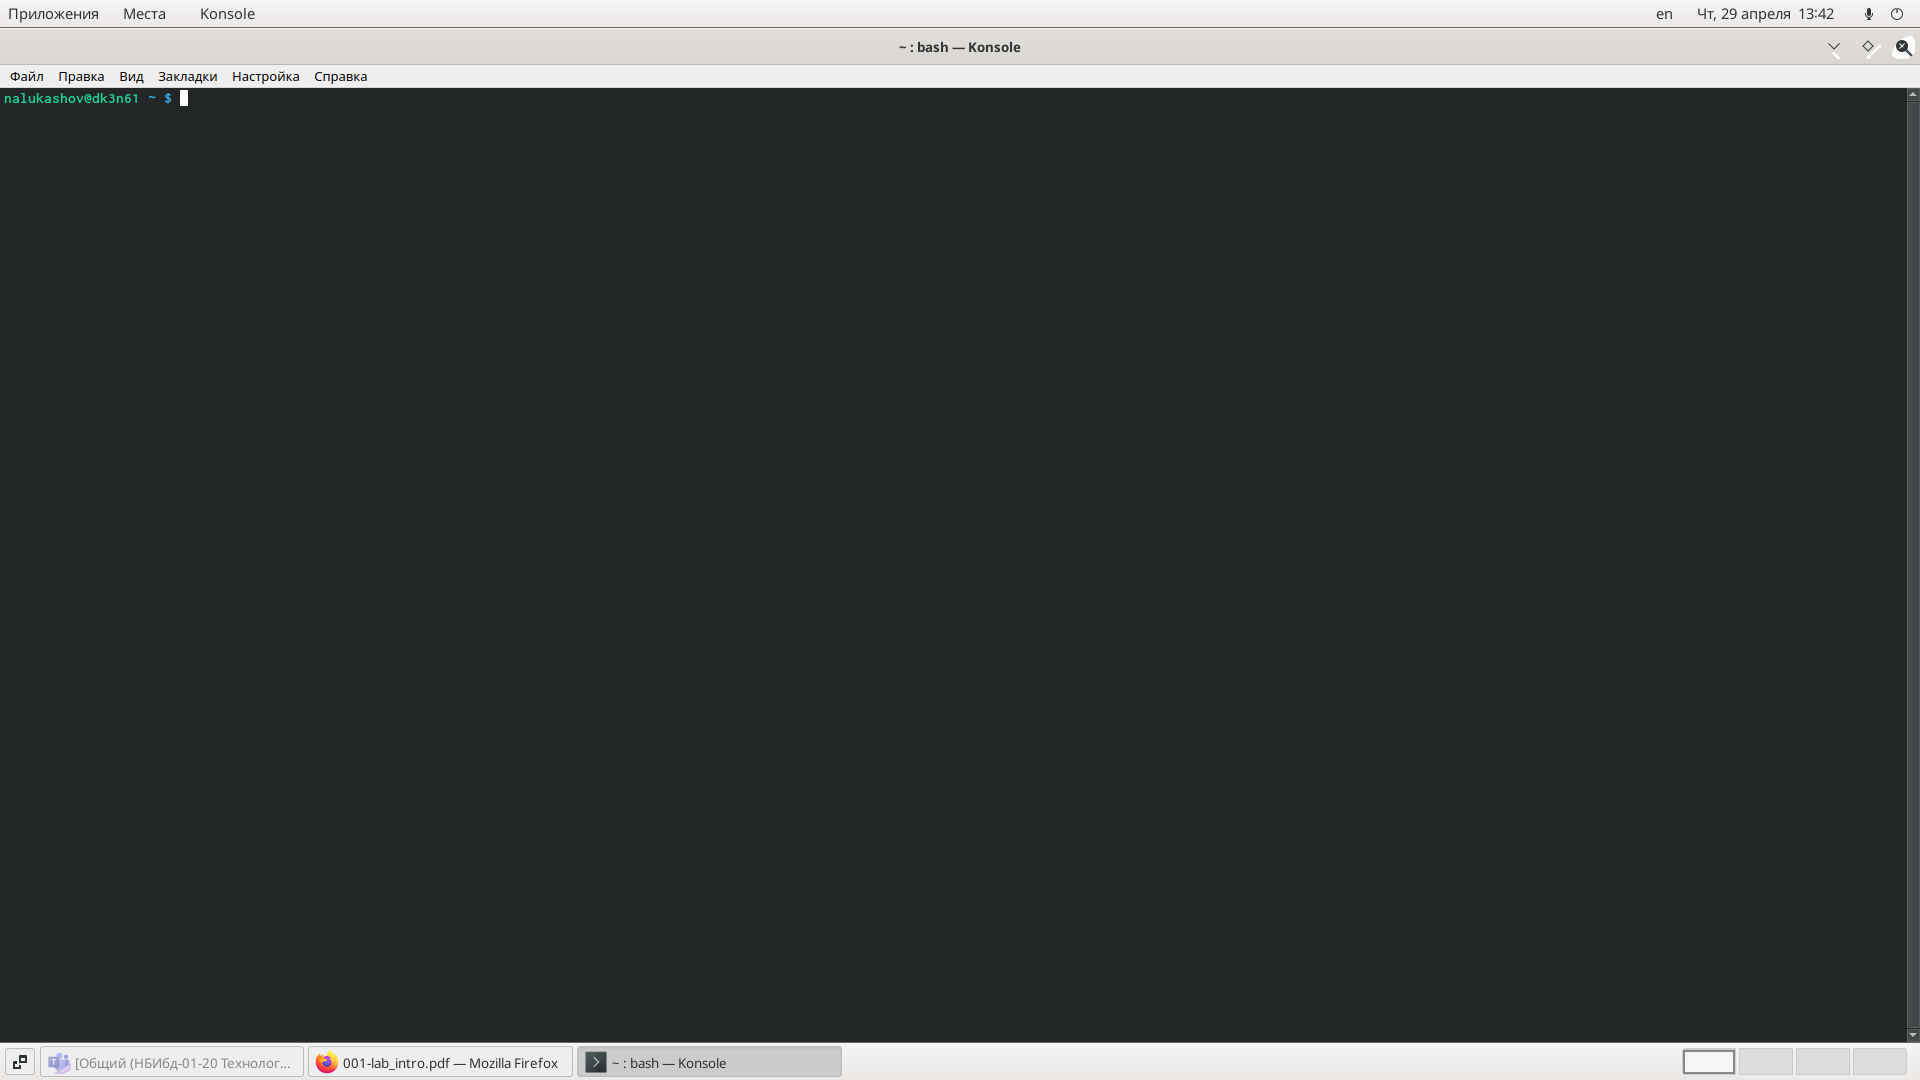 Приложения Места Konsole en Чт, 29 апреля 13:42
~ : bash — Konsole
Файл Правка Вид Закладки Настройка Справка
nalukashov@dk3n61 ~ $
[Общий (НБИбд-01-20 Технолог... 001-lab_intro.pdf — Mozilla Firefox ~ : bash — Konsole